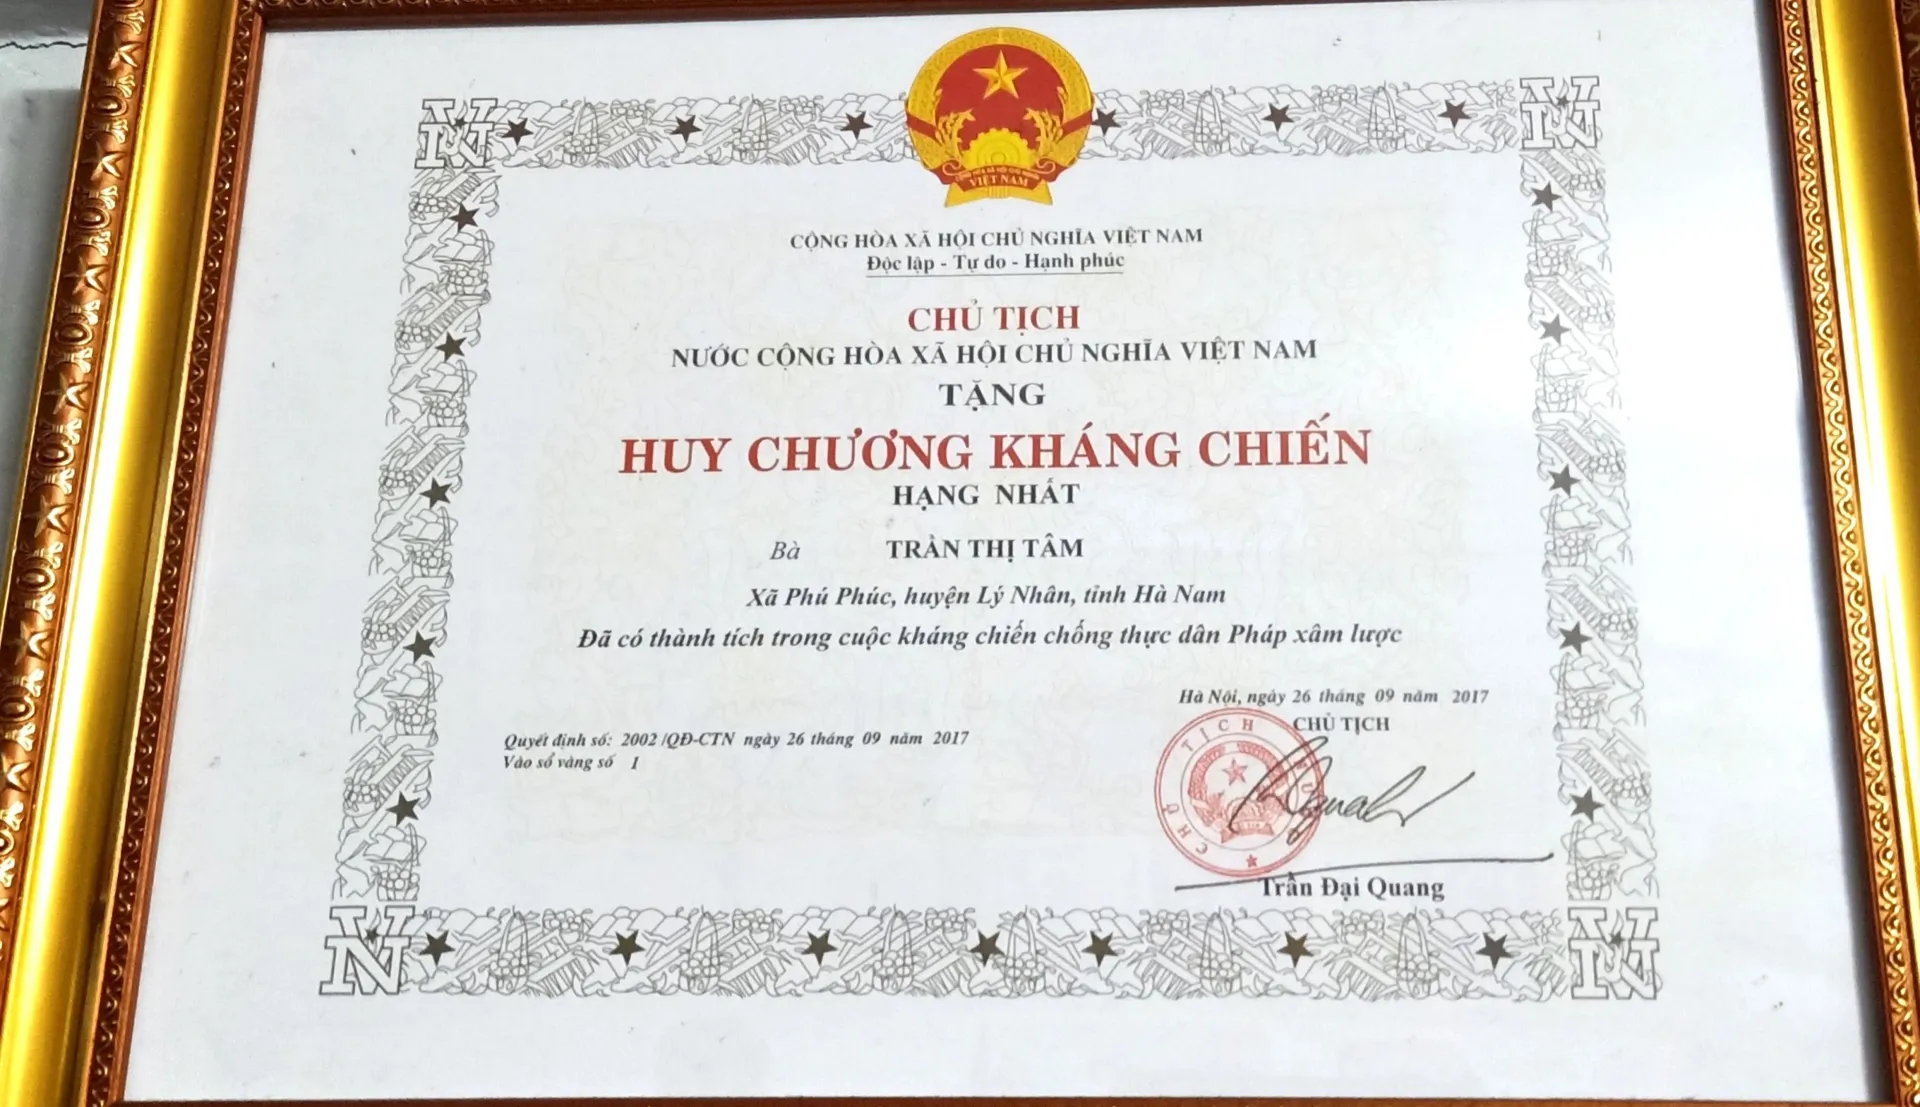 CỘNG HÒA XÃ HỘI CHỦ NGHĨA VIỆT NAM
Độc lập - Tự do - Hạnh phúc
CHỦ TỊCH
NƯỚC CỘNG HÒA XÃ HỘI CHỦ NGHĨA VIỆT NAM
TẶNG
HUY CHƯƠNG KHÁNG CHIẾN
HẠNG NHẤT
Bà TRẦN THỊ TÂM
Xã Phú Phúc, huyện Lý Nhân, tỉnh Hà Nam
Đã có thành tích trong cuộc kháng chiến chống thực dân Pháp xâm lược
Hà Nội, ngày 26 tháng 09 năm 2017
CHỦ TỊCH
Quyết định số: 2002 /QĐ-CTN ngày 26 tháng 09 năm 2017
Vào sổ vàng số 1
CHỦ TỊCH
Trần Đại Quang
VIỆT NAM
VN
VN
VN
VN